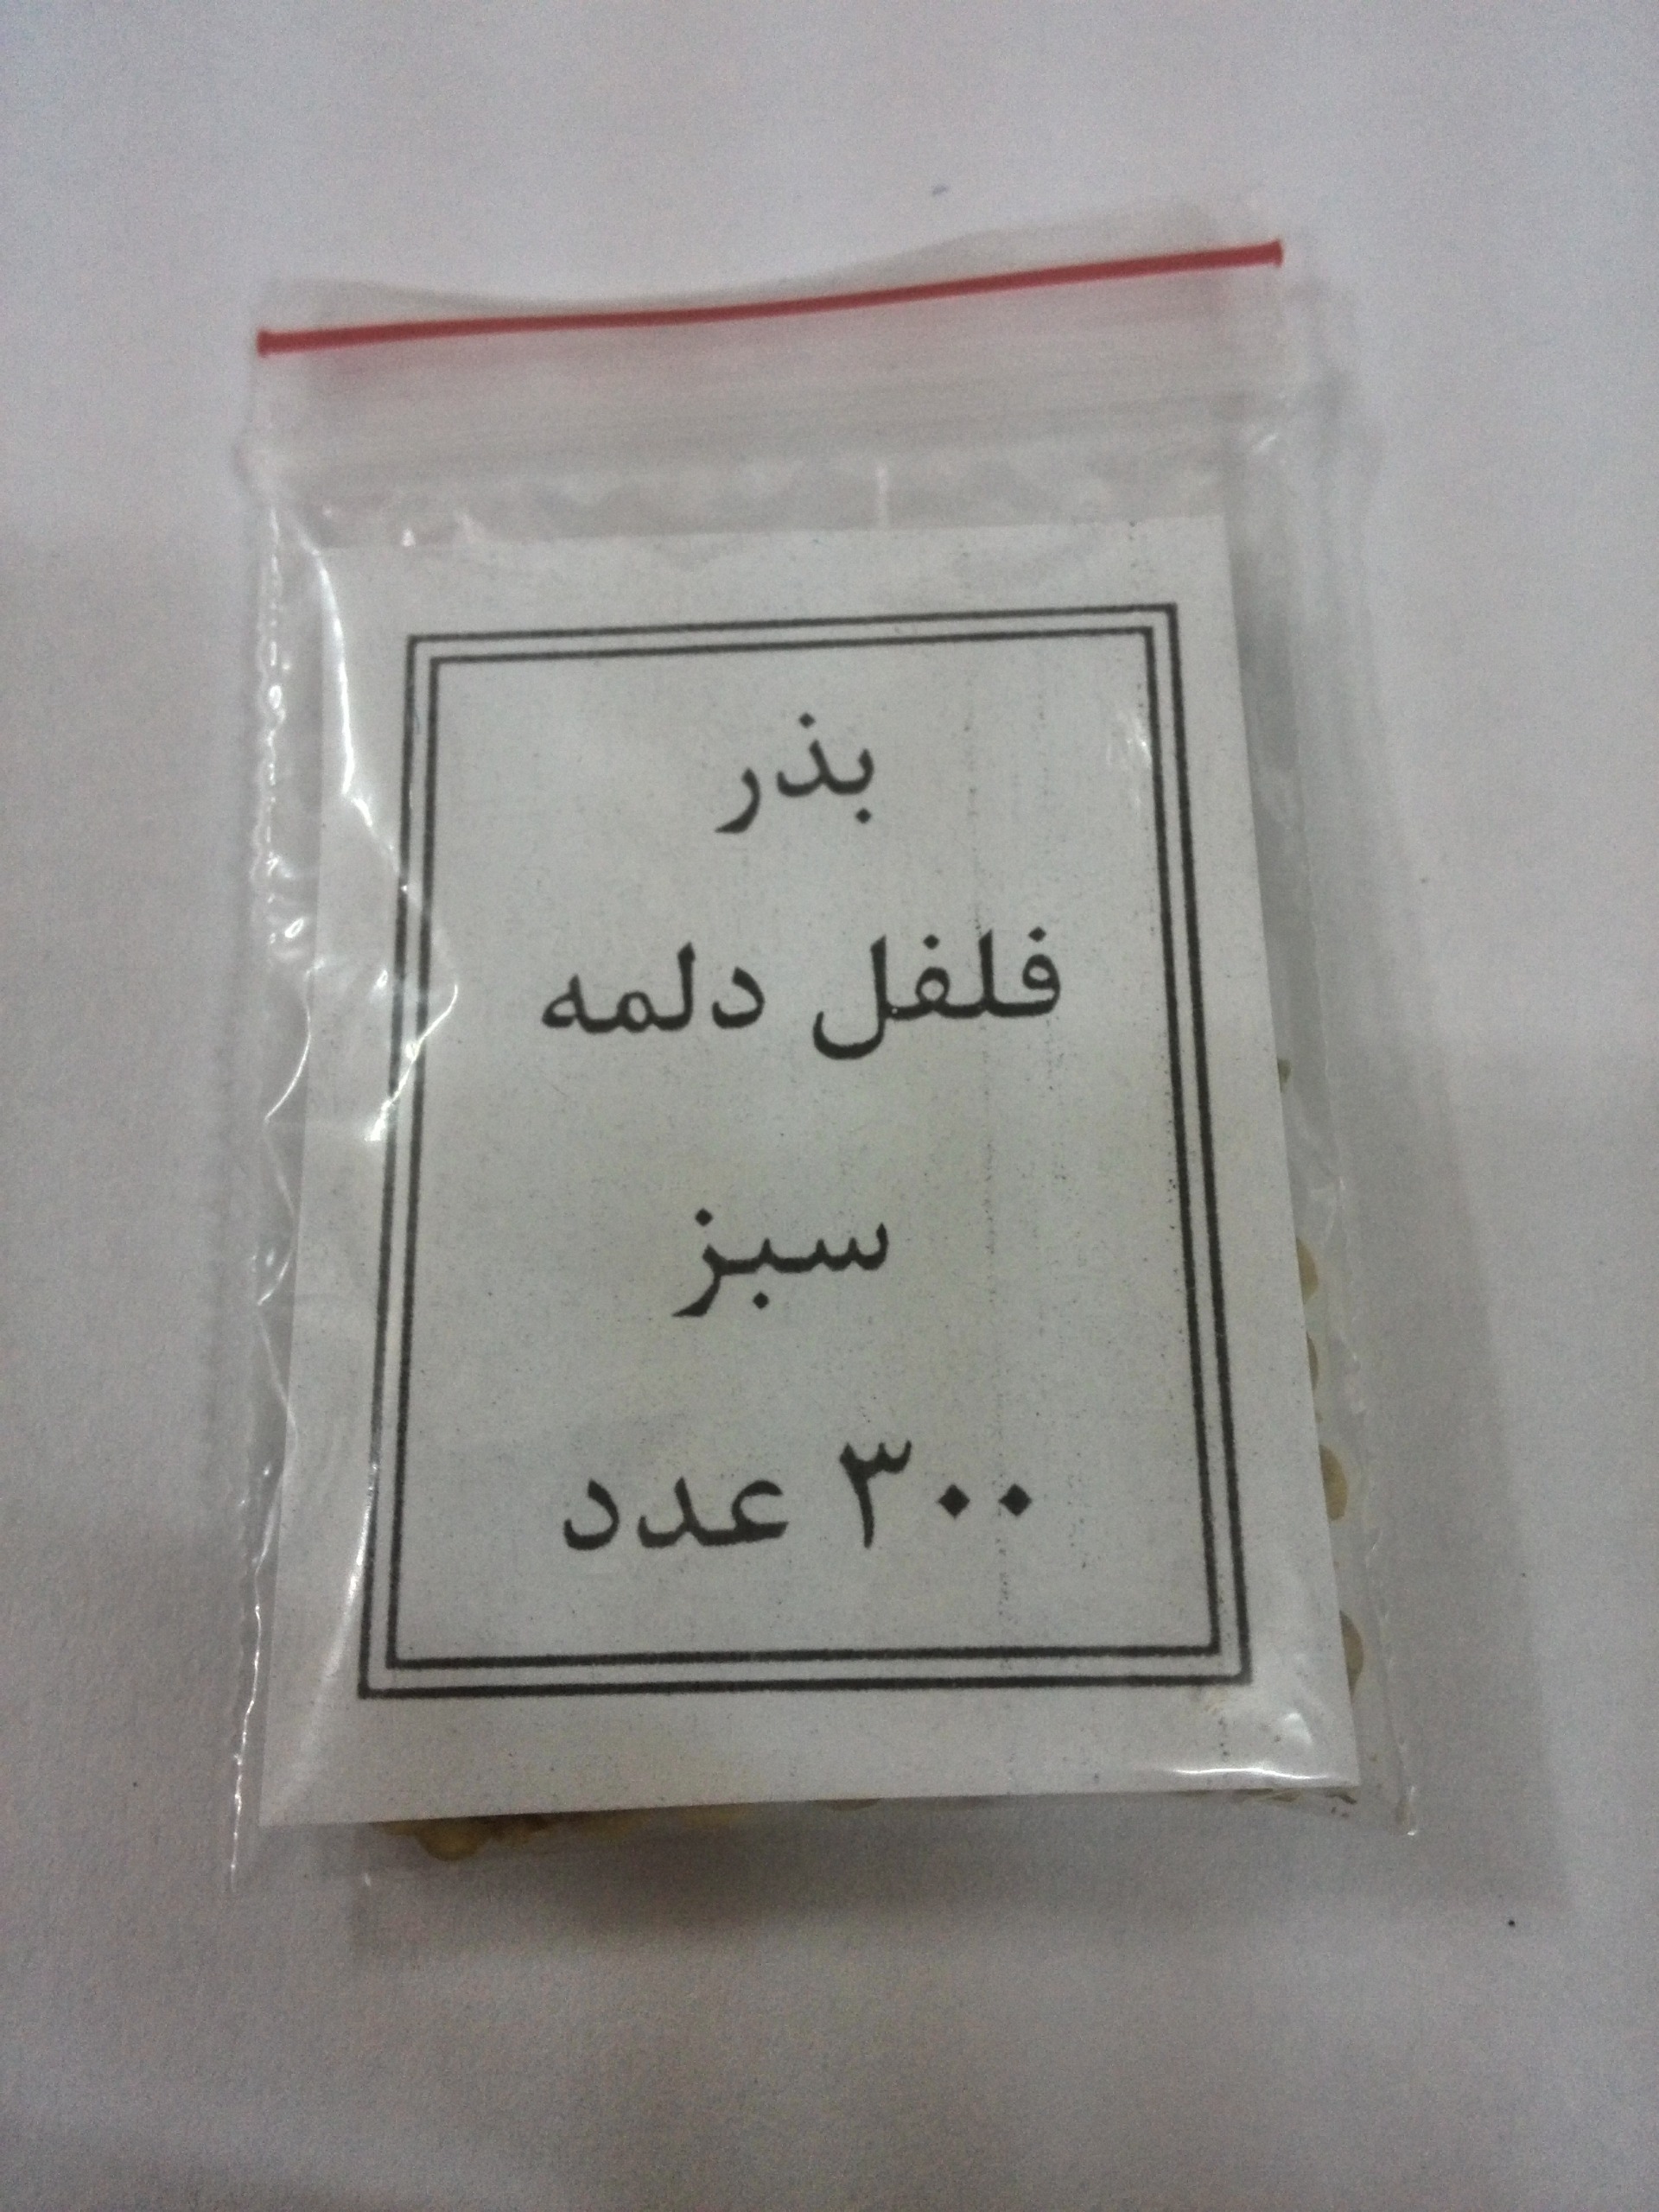 بذر
فلفل دلمه
سبز
۳۰۰ عدد